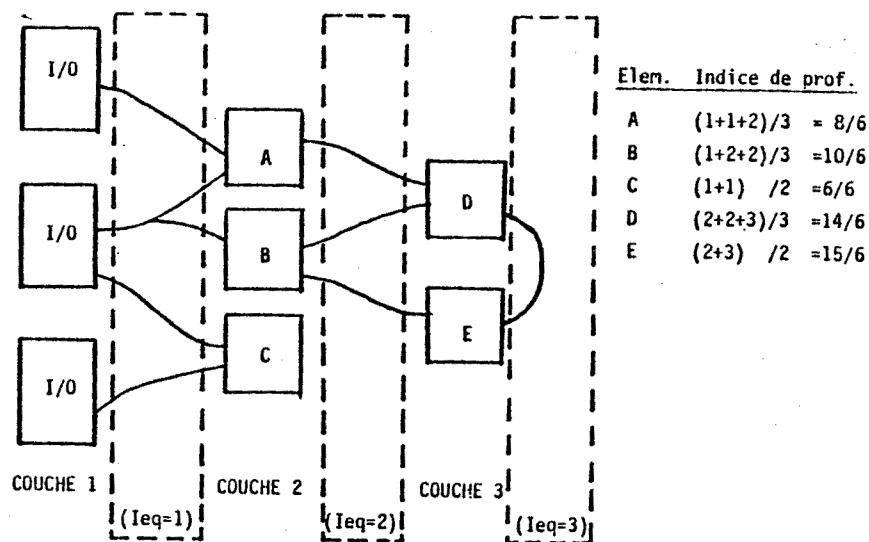 I/O
I/O
I/O
A
B
C
D
E
COUCHE 1
COUCHE 2
COUCHE 3
(Ieq=1)
(Ieq=2)
(Ieq=3)
Elem. Indice de prof.
A (1+1+2)/3 = 8/6
B (1+2+2)/3 =10/6
C (1+1) /2 =6/6
D (2+2+3)/3 =14/6
E (2+3) /2 =15/6